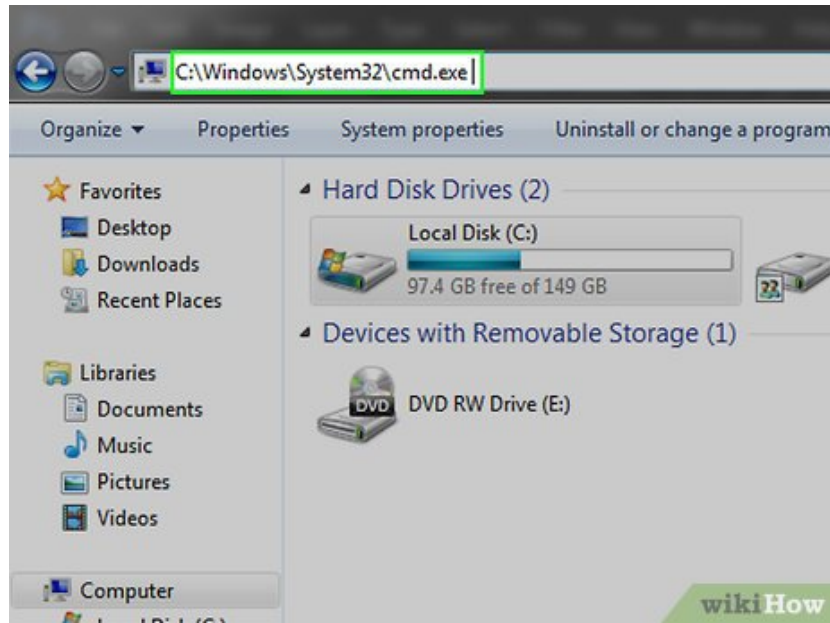 C:\Windows\System32\cmd.exe
Organize Properties System properties Uninstall or change a program
Favorites
Desktop
Downloads
Recent Places
Libraries
Documents
Music
Pictures
Videos
Computer
Hard Disk Drives (2)
Local Disk (C:)
97.4 GB free of 149 GB
Devices with Removable Storage (1)
DVD
DVD RW Drive (E:)
wikiHow